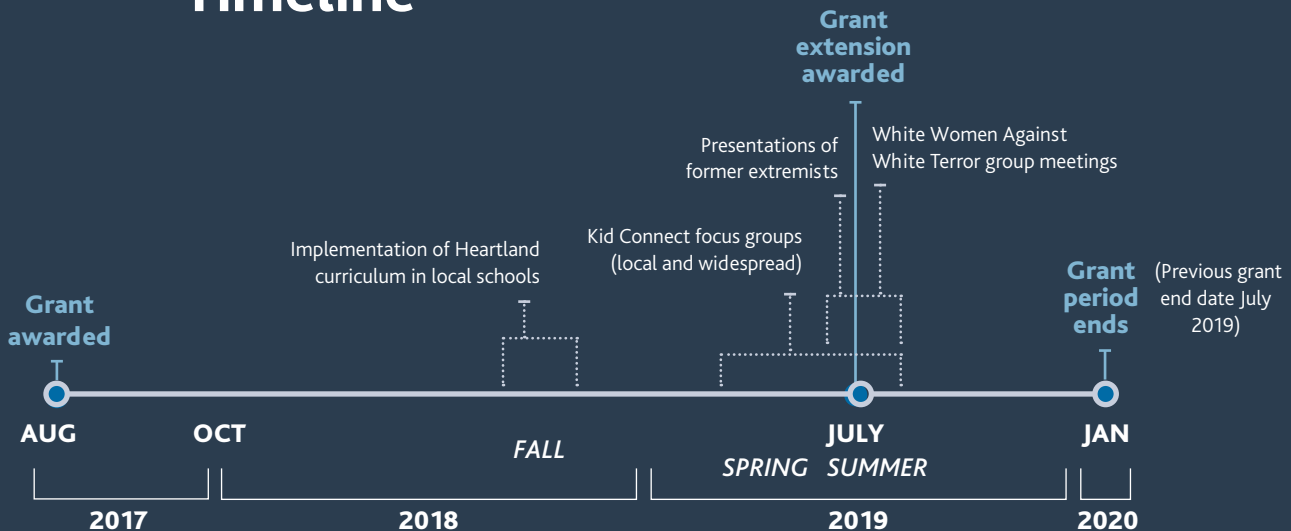 Timeline
Grant
extension
awarded
Presentations of
former extremists
White Women Against
White Terror group meetings
Implementation of Heartland
curriculum in local schools
Kid Connect focus groups
(local and widespread)
Grant
awarded
Grant
period
ends
(Previous grant
end date July
2019)
AUG
OCT
FALL
SPRING
JULY
SUMMER
JAN
2017
2018
2019
2020